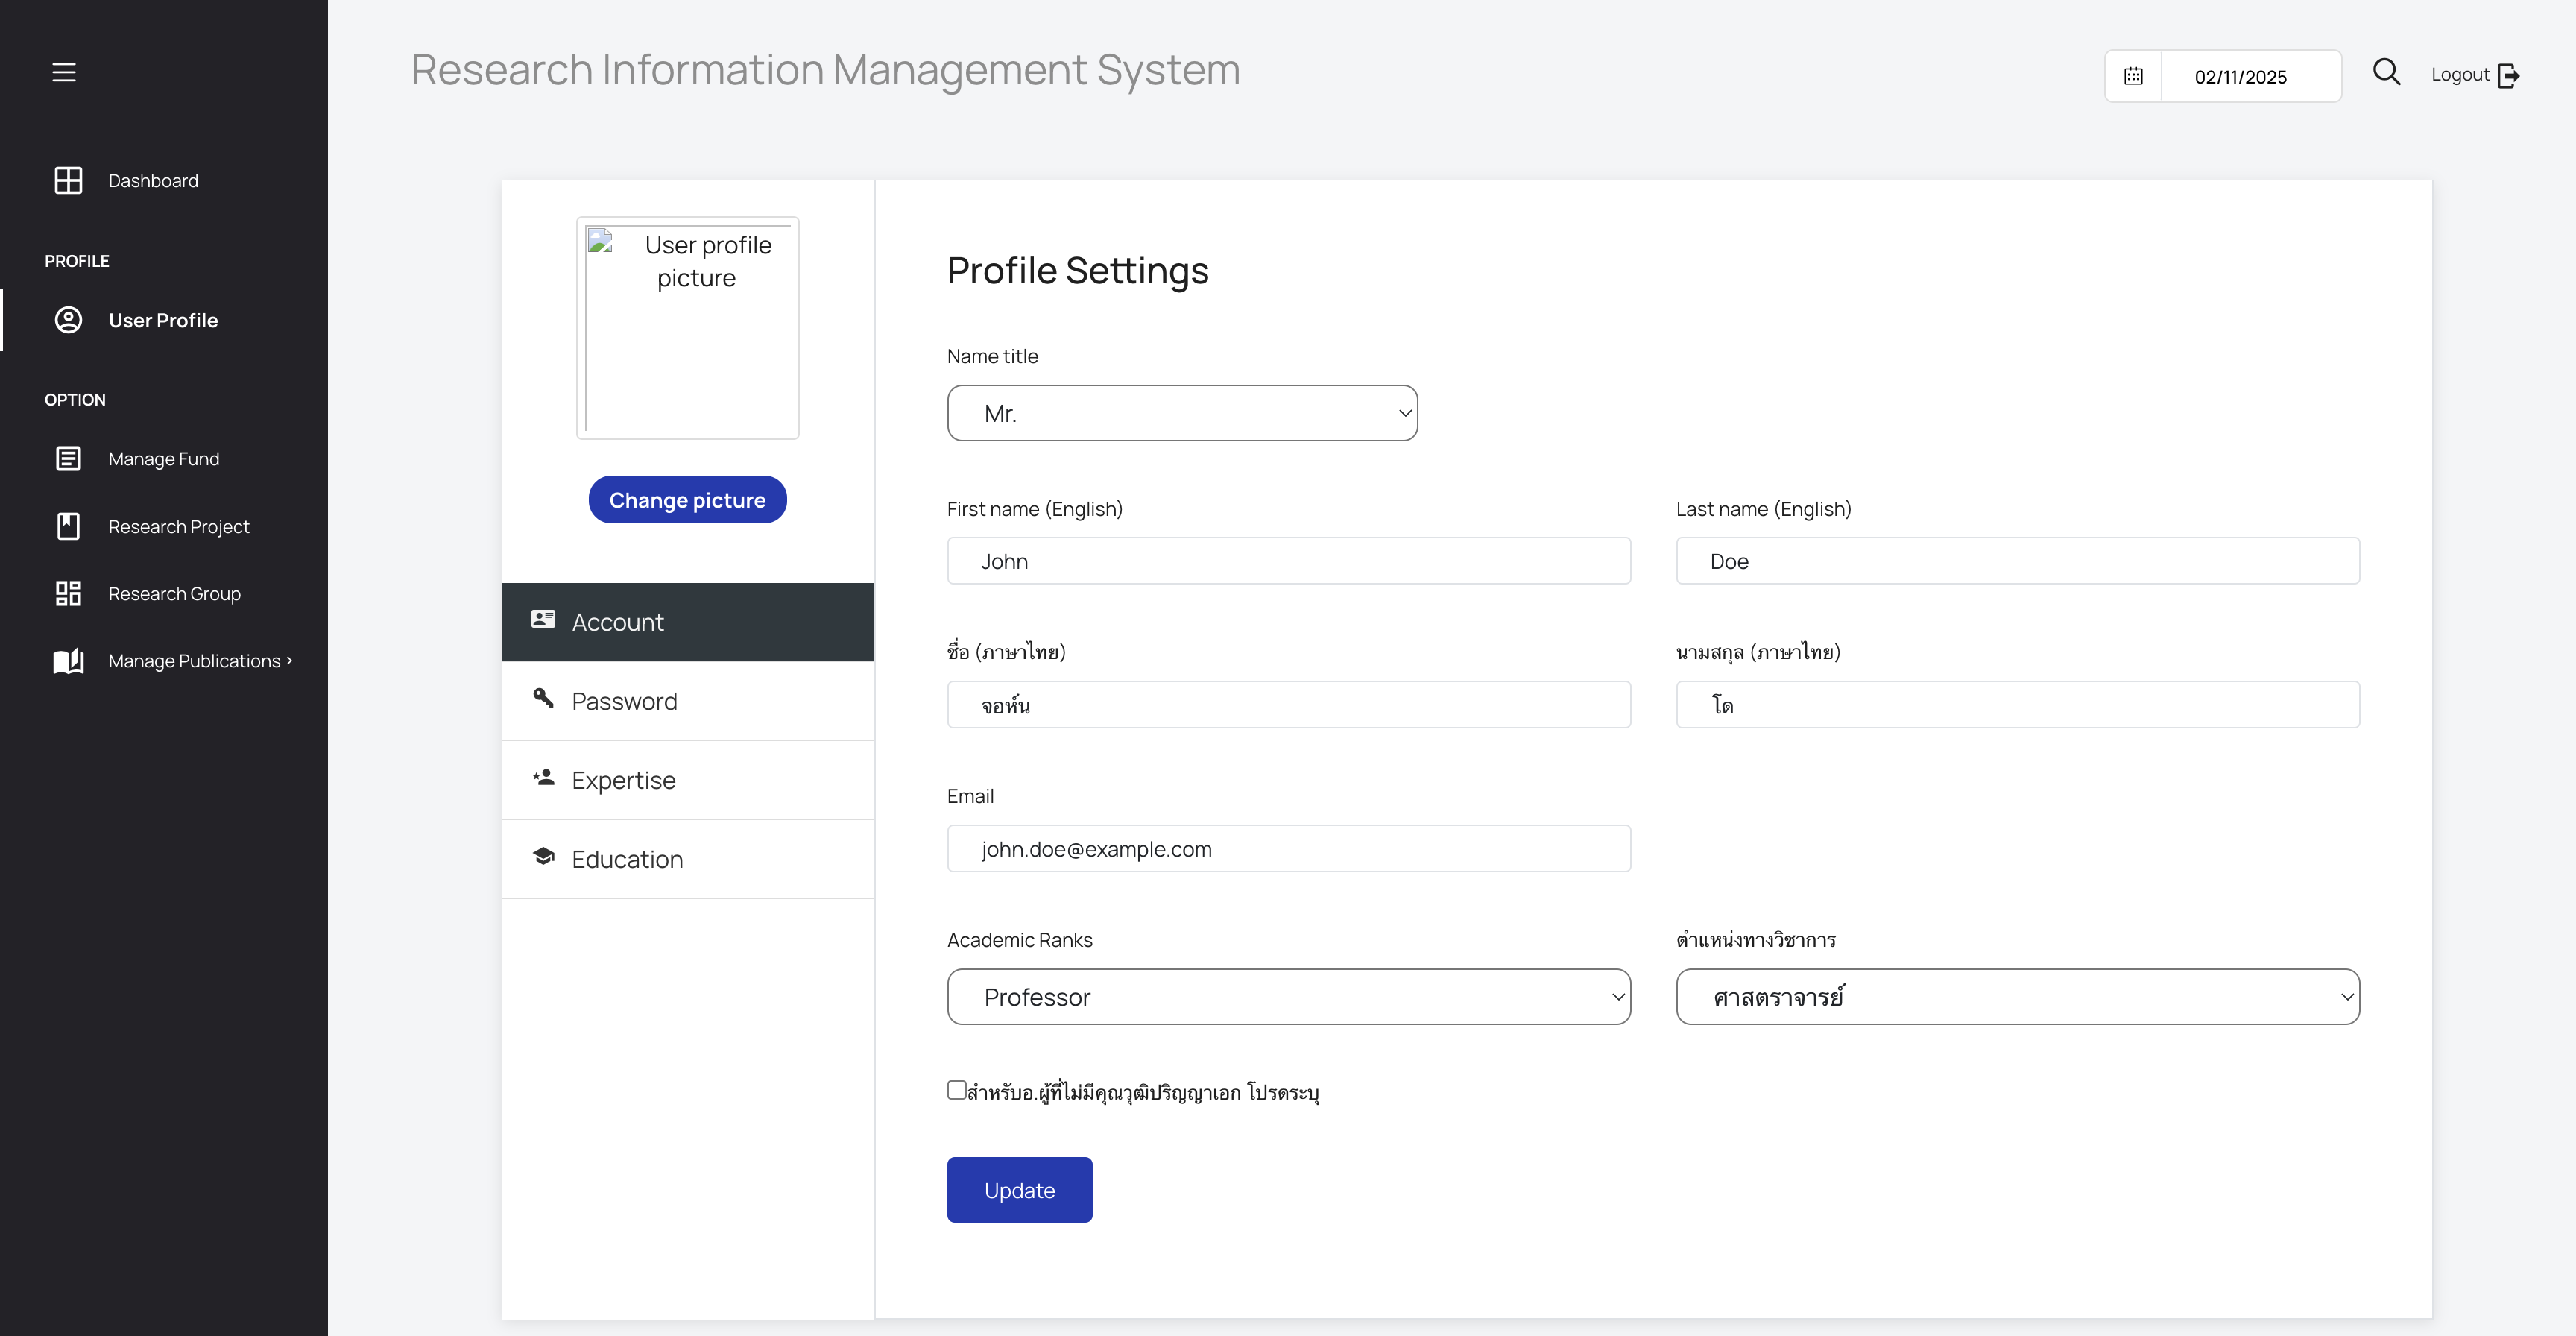 Research Information Management System
02/11/2025
Logout
Dashboard
PROFILE
User Profile
OPTION
Manage Fund
Research Project
Research Group
Manage Publications
User profile
picture
Change picture
Account
Password
Expertise
Education
Profile Settings
Name title
Mr.
First name (English)
Last name (English)
John
Doe
ชื่อ (ภาษาไทย)
นามสกุล (ภาษาไทย)
จอห์น
โด
Email
john.doe@example.com
Academic Ranks
ตำแหน่งทางวิชาการ
Professor
ศาสตราจารย์
สำหรับอ.ผู้ที่ไม่มีคุณวุฒิปริญญาเอก โปรดระบุ
Update